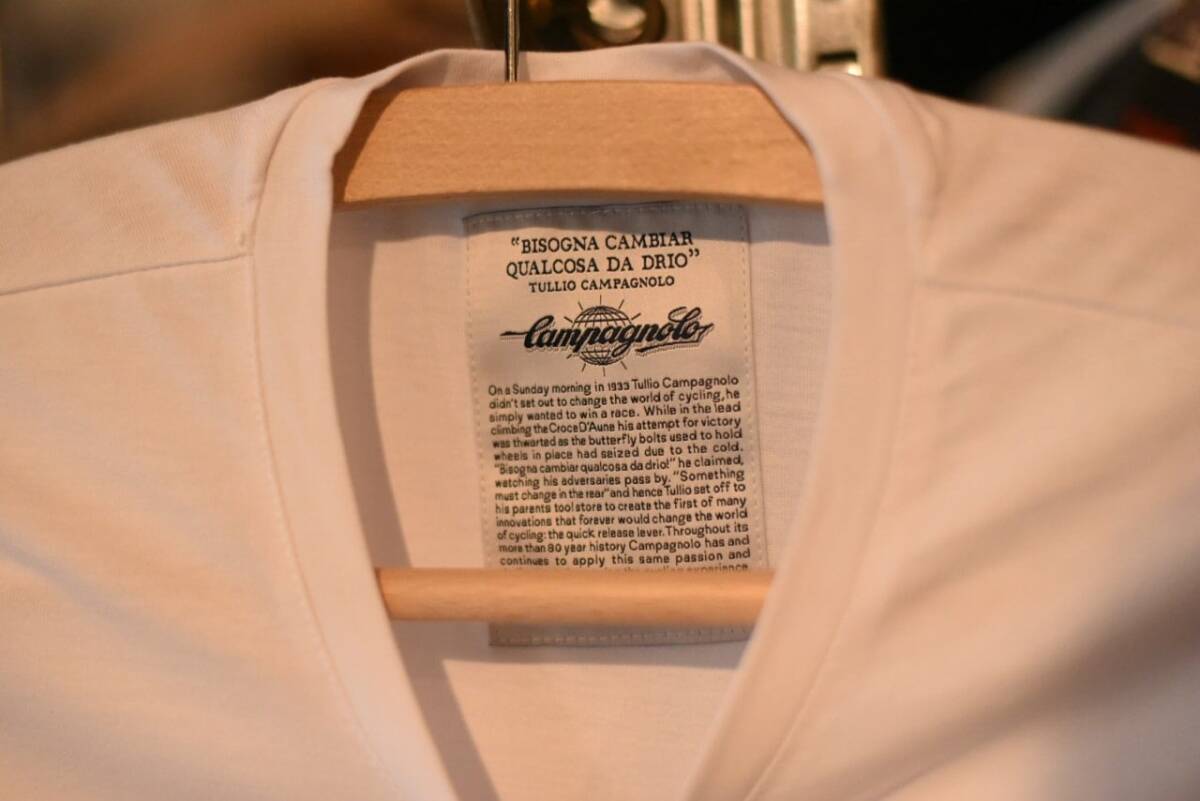 “BISOGNA CAMBIAR
QUALCOSA DA DRIO”
TULLIO CAMPAGNOLO
Campagnolo
On a Sunday morning in 1933 Tullio Campagnolo
didn't set out to change the world of cycling, he
simply wanted to win a race. While in the lead
climbing the Croce D'Aune his attempt for victory
was thwarted as the butterfly bolts used to hold
wheels in place had seized due to the cold.
"Bisogna cambiar qualcosa da drio!" he claimed,
watching his adversaries pass by. "Something
must change in the rear" and hence Tullio set off to
his parents tool store to create the first of many
innovations that forever would change the world
of cycling: the quick release lever. Throughout its
more than 80 year history Campagnolo has and
continues to apply this same passion and
the cycling experience